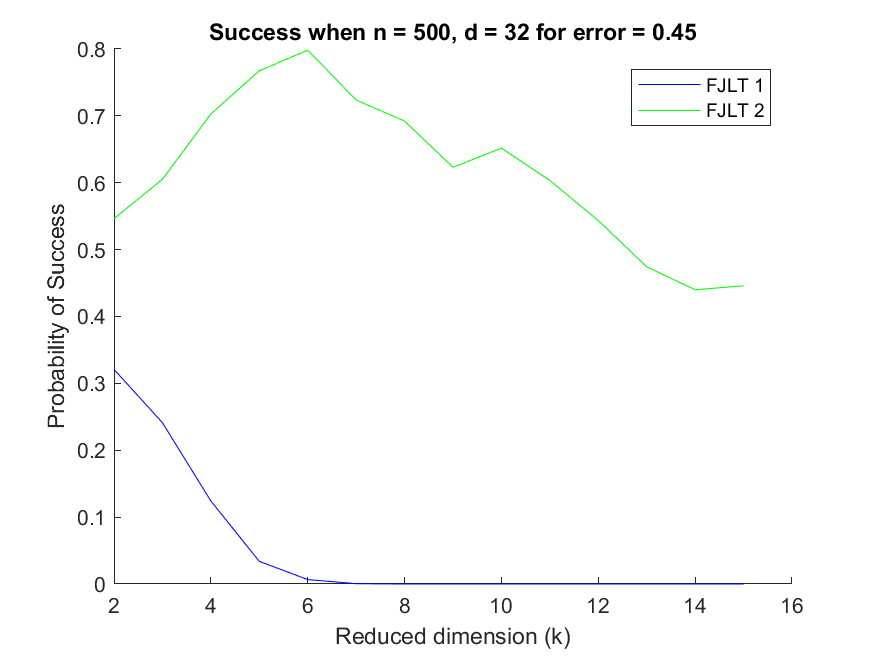 Success when n = 500, d = 32 for error = 0.45
FJLT 1
FJLT 2
Probability of Success
0.8
0.7
0.6
0.5
0.4
0.3
0.2
0.1
0
2 4 6 8 10 12 14 16
Reduced dimension (k)